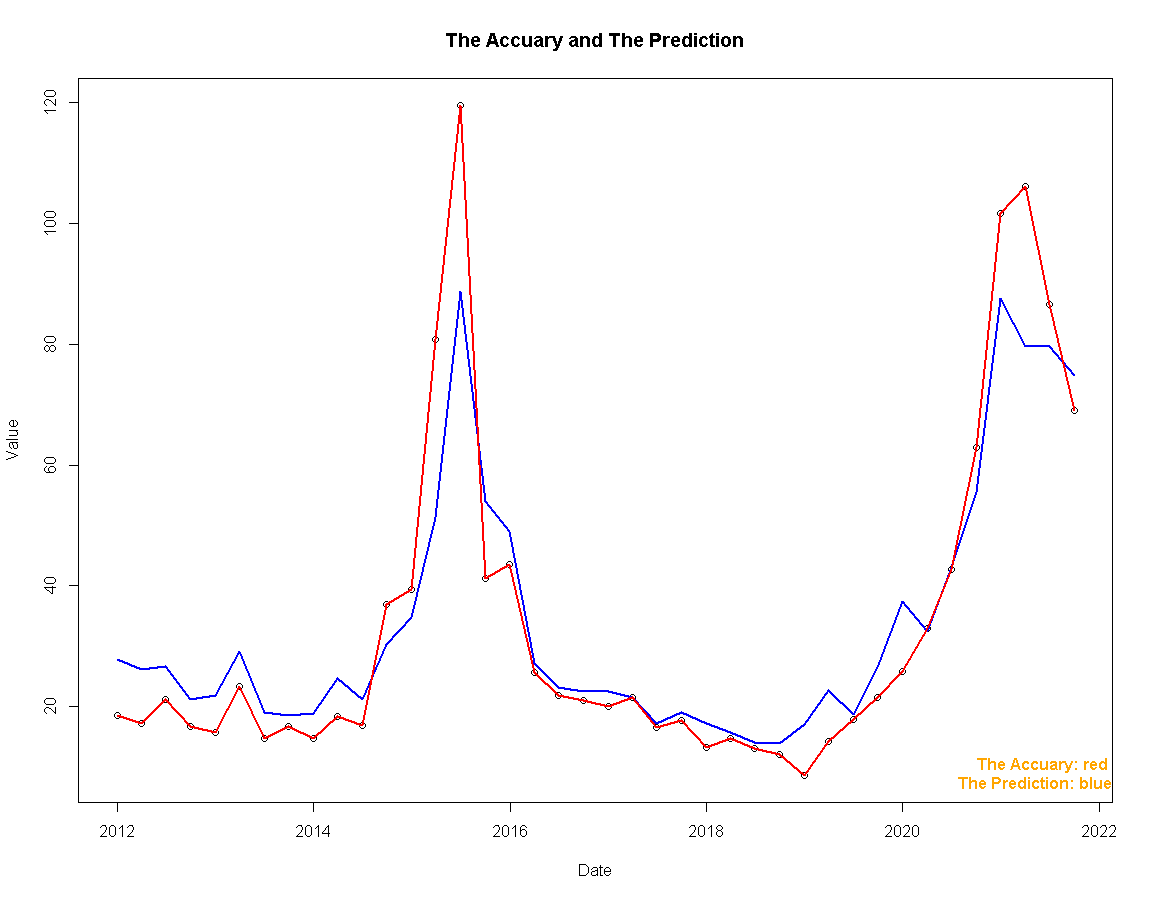 The Accuary and The Prediction
120
100
80
60
40
20
Value
The Accuary: red
The Prediction: blue
2012 2014 2016 2018 2020 2022
Date